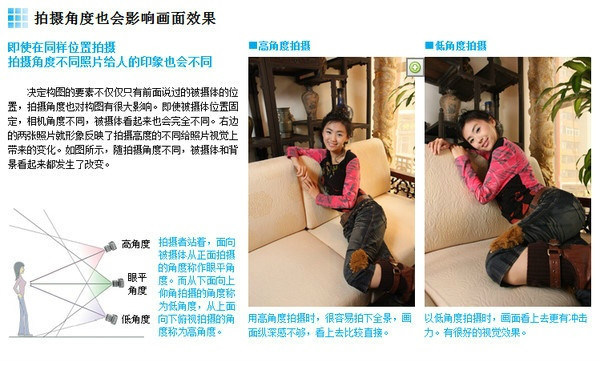 拍摄角度也会影响画面效果
即使在同样位置拍摄
拍摄角度不同照片给人的印象也会不同
决定构图的要素不仅仅只有前面说过的被摄体的位
置，拍摄角度也对构图有很大影响。即使被摄体位置固
定，相机角度不同，被摄体看起来也会完全不同。右边
的两张照片就形象反映了拍摄高度的不同给照片视觉上
带来的变化。如图所示，随拍摄角度不同，被摄体和背
景看起来都发生了改变。
高角度
眼平
角度
低角度
拍摄者站着，面向
被摄体从正面拍摄
的角度称作眼平角
度。而从下面向上
仰角拍摄的角度称
为低角度，从上面
向下俯视拍摄的角
度称为高角度。
■高角度拍摄
用高角度拍摄时，很容易拍下全景，画
面纵深感不够，看上去比较直接。
■低角度拍摄
以低角度拍摄时，画面看上去更有冲击
力。有很好的视觉效果。